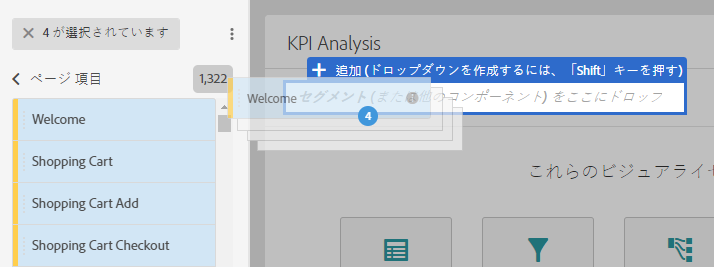 4 が選択されています
ページ 項目
1,322
Welcome
Shopping Cart
Shopping Cart Add
Shopping Cart Checkout
KPI Analysis
追加 (ドロップダウンを作成するには、「Shift」キーを押す)
Welcome
セグメント (また
他のコンポーネント) をここにドロップ
4
これらのビジュアライ